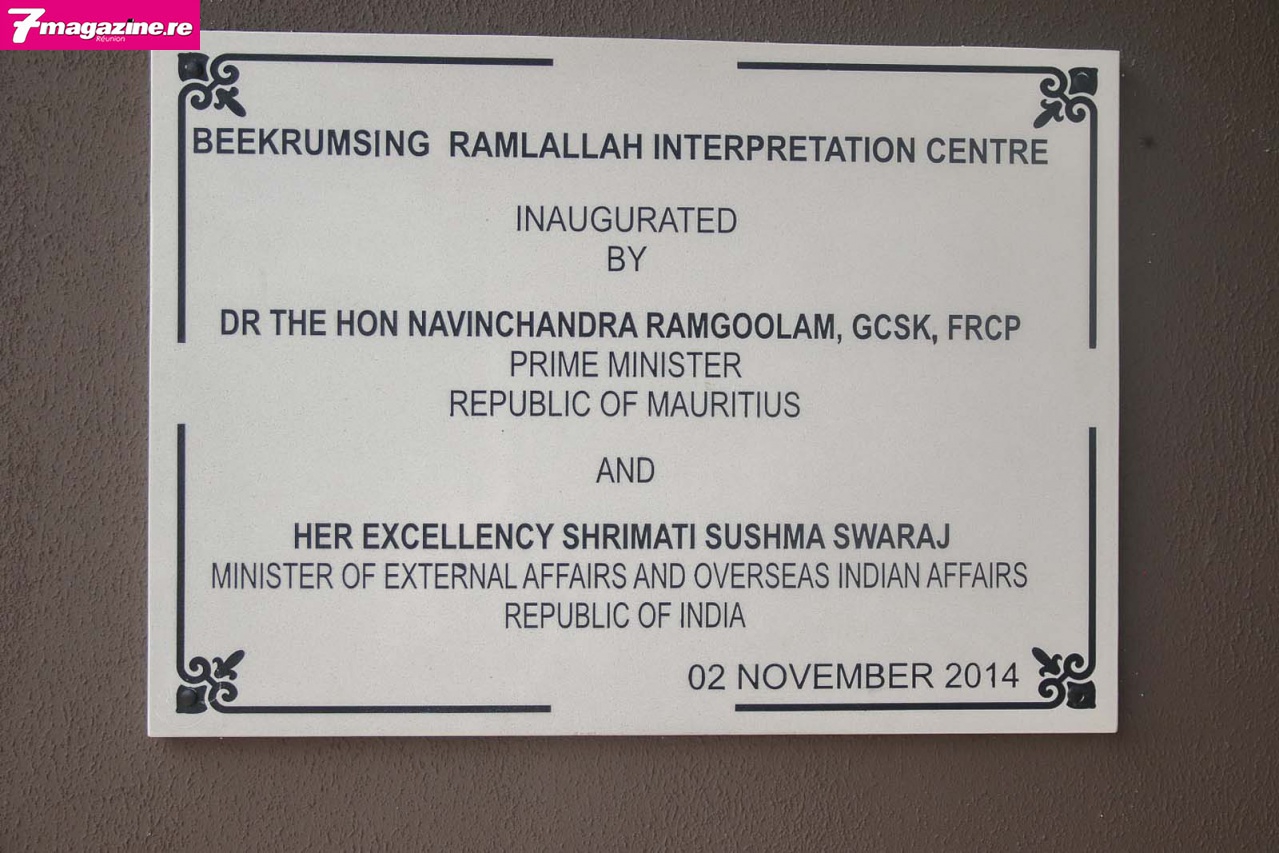 7magazine.re
Réunion
BEEKRUMSING RAMLALLAH INTERPRETATION CENTRE
INAUGURATED
BY
DR THE HON NAVINCHANDRA RAMGOOLAM, GCSK, FRCP
PRIME MINISTER
REPUBLIC OF MAURITIUS
AND
HER EXCELLENCY SHRIMATI SUSHMA SWARAJ
MINISTER OF EXTERNAL AFFAIRS AND OVERSEAS INDIAN AFFAIRS
REPUBLIC OF INDIA
02 NOVEMBER 2014